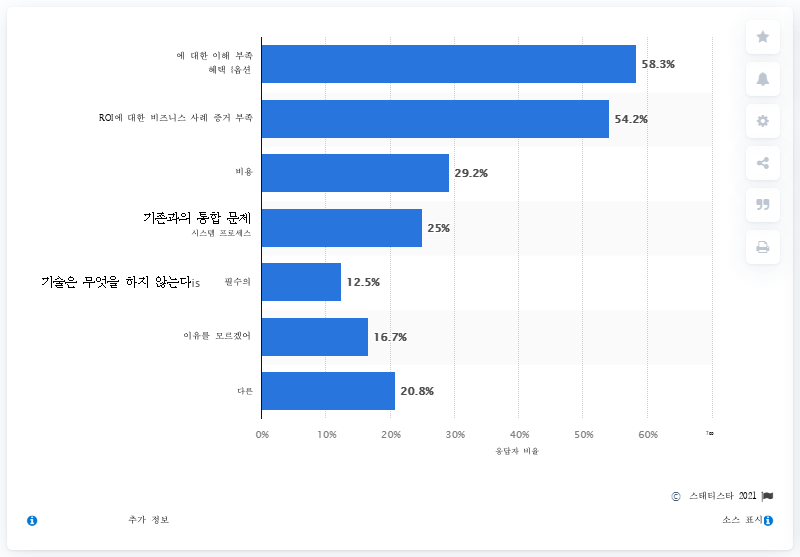 에 대한 이해 부족
혜택 옵션
58.3%
ROI에 대한 비즈니스 사례 증거 부족
54.2%
비용
29.2%
기존과의 통합 문제
시스템 프로세스
25%
기술은 무엇을 하지 않는다is 필수의
12.5%
이유를 모르겠어
16.7%
다른
20.8%
0% 10% 20% 30% 40% 50% 60%
응답자 비율
© 스태티스타 2021
추가 정보
소스 표시